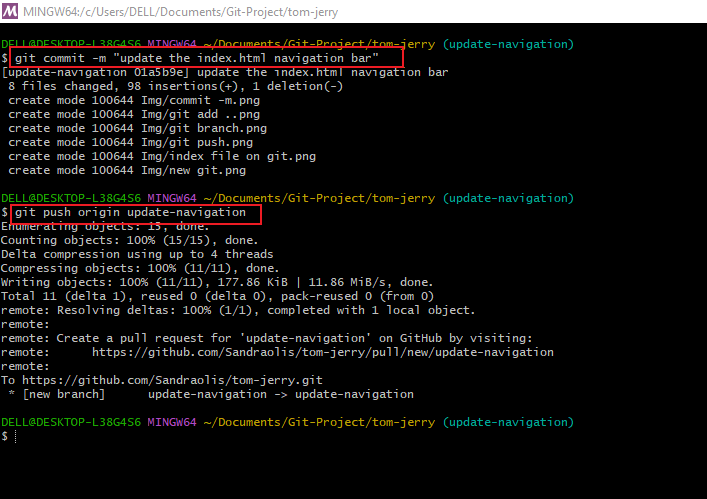 MINGW64:/c/Users/DELL/Documents/Git-Project/tom-jerry
DELL@DESKTOP-L38G4S6 MINGW64 ~/Documents/Git-Project/tom-jerry (update-navigation)
$ git commit -m "update the index.html navigation bar"
[update-navigation 01a5b9e] update the index.html navigation bar
 8 files changed, 98 insertions(+), 1 deletion(-)
 create mode 100644 Img/commit -m.png
 create mode 100644 Img/git add ..png
 create mode 100644 Img/git branch.png
 create mode 100644 Img/git push.png
 create mode 100644 Img/index file on git.png
 create mode 100644 Img/new git.png
DELL@DESKTOP-L38G4S6 MINGW64 ~/Documents/Git-Project/tom-jerry (update-navigation)
$ git push origin update-navigation
Enumerating objects: 15, done.
Counting objects: 100% (15/15), done.
Delta compression using up to 4 threads
Compressing objects: 100% (11/11), done.
Writing objects: 100% (11/11), 177.86 KiB | 11.86 MiB/s, done.
Total 11 (delta 1), reused 0 (delta 0), pack-reused 0 (from 0)
remote: Resolving deltas: 100% (1/1), completed with 1 local object.
remote:
remote: Create a pull request for 'update-navigation' on GitHub by visiting:
remote:      https://github.com/Sandraolis/tom-jerry/pull/new/update-navigation
remote:
To https://github.com/Sandraolis/tom-jerry.git
 * [new branch]      update-navigation -> update-navigation
DELL@DESKTOP-L38G4S6 MINGW64 ~/Documents/Git-Project/tom-jerry (update-navigation)
$